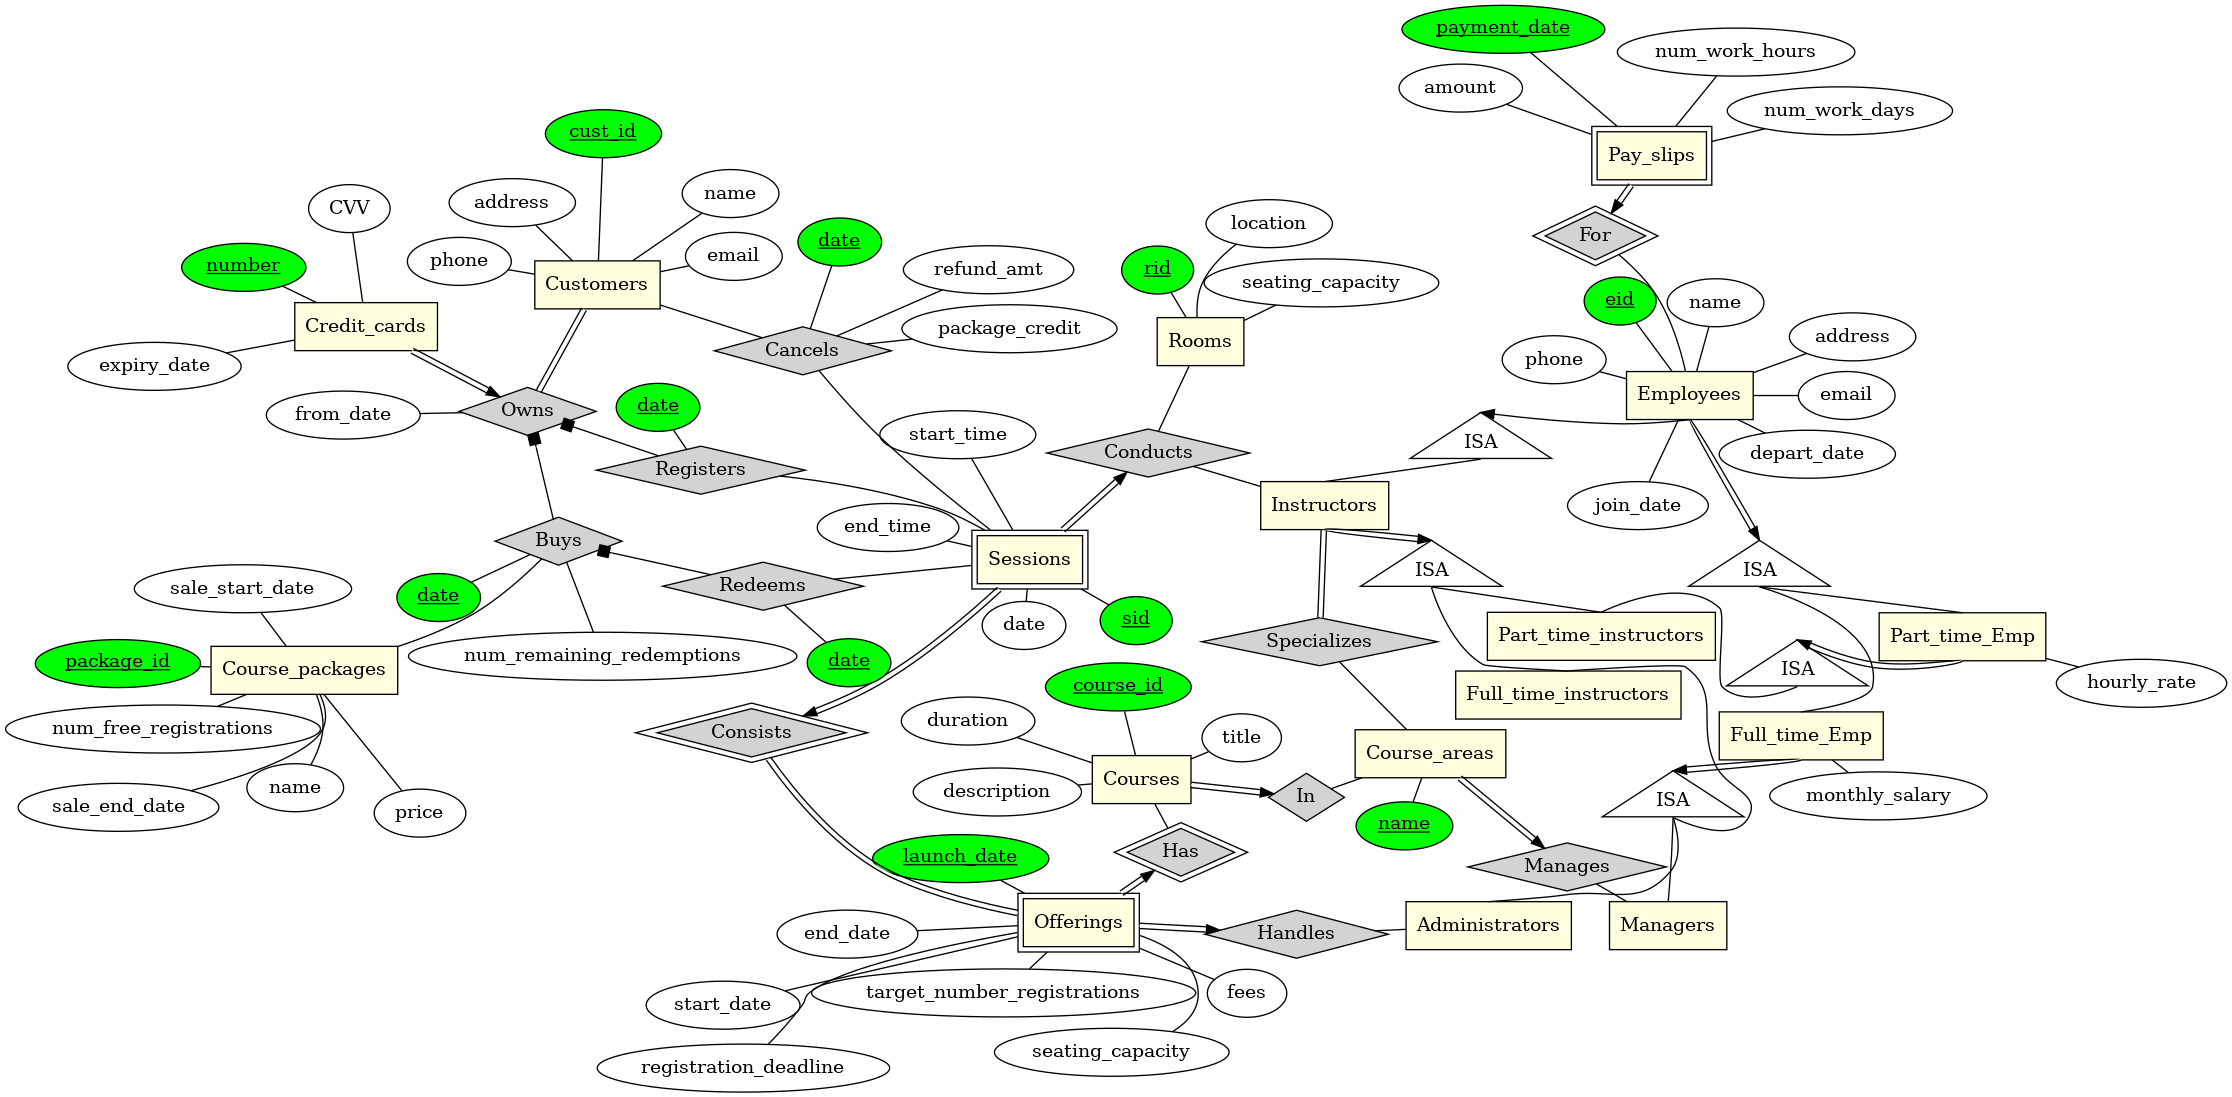 payment_date
num_work_hours
amount
num_work_days
cust_id
Pay_slips
name
address
CVV
location
For
date
email
phone
number
rid
refund_amt
seating_capacity
Customers
eid
name
Credit_cards
package_credit
address
Rooms
Cancels
phone
expiry_date
Employees
email
date
Owns
from_date
start_time
ISA
Conducts
depart_date
Registers
Instructors
join_date
end_time
Buys
Sessions
ISA
ISA
Redeems
sale_start_date
date
date
sid
Part_time_instructors
Part_time_Emp
Specializes
num_remaining_redemptions
package_id
date
Course_packages
ISA
hourly_rate
course_id
Full_time_instructors
duration
num_free_registrations
Consists
title
Full_time_Emp
Course_areas
Courses
name
description
In
monthly_salary
ISA
sale_end_date
price
name
Has
launch_date
Manages
Offerings
Administrators
Managers
end_date
Handles
target_number_registrations
fees
start_date
seating_capacity
registration_deadline